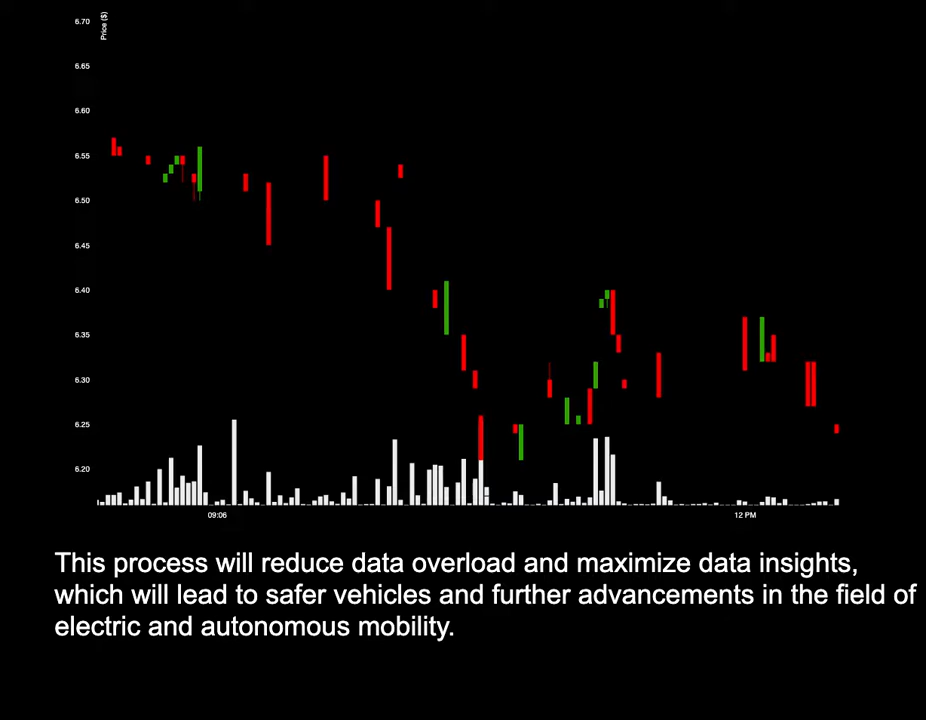 6.70
Price ($)
6.65
6.60
6.55
6.50
6.45
6.40
6.35
6.30
6.25
6.20
09:06 12 PM
This process will reduce data overload and maximize data insights,
which will lead to safer vehicles and further advancements in the field of
electric and autonomous mobility.